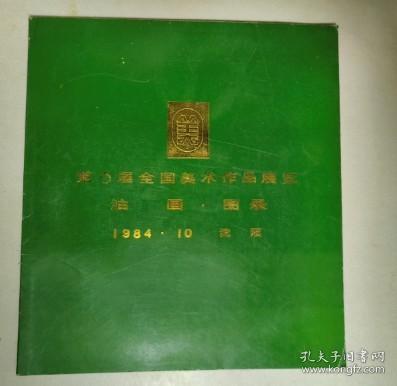 美
第6届全国美术作品展览
油画·图录
1984·10 沈阳
孔夫子旧书网
kongfz.com